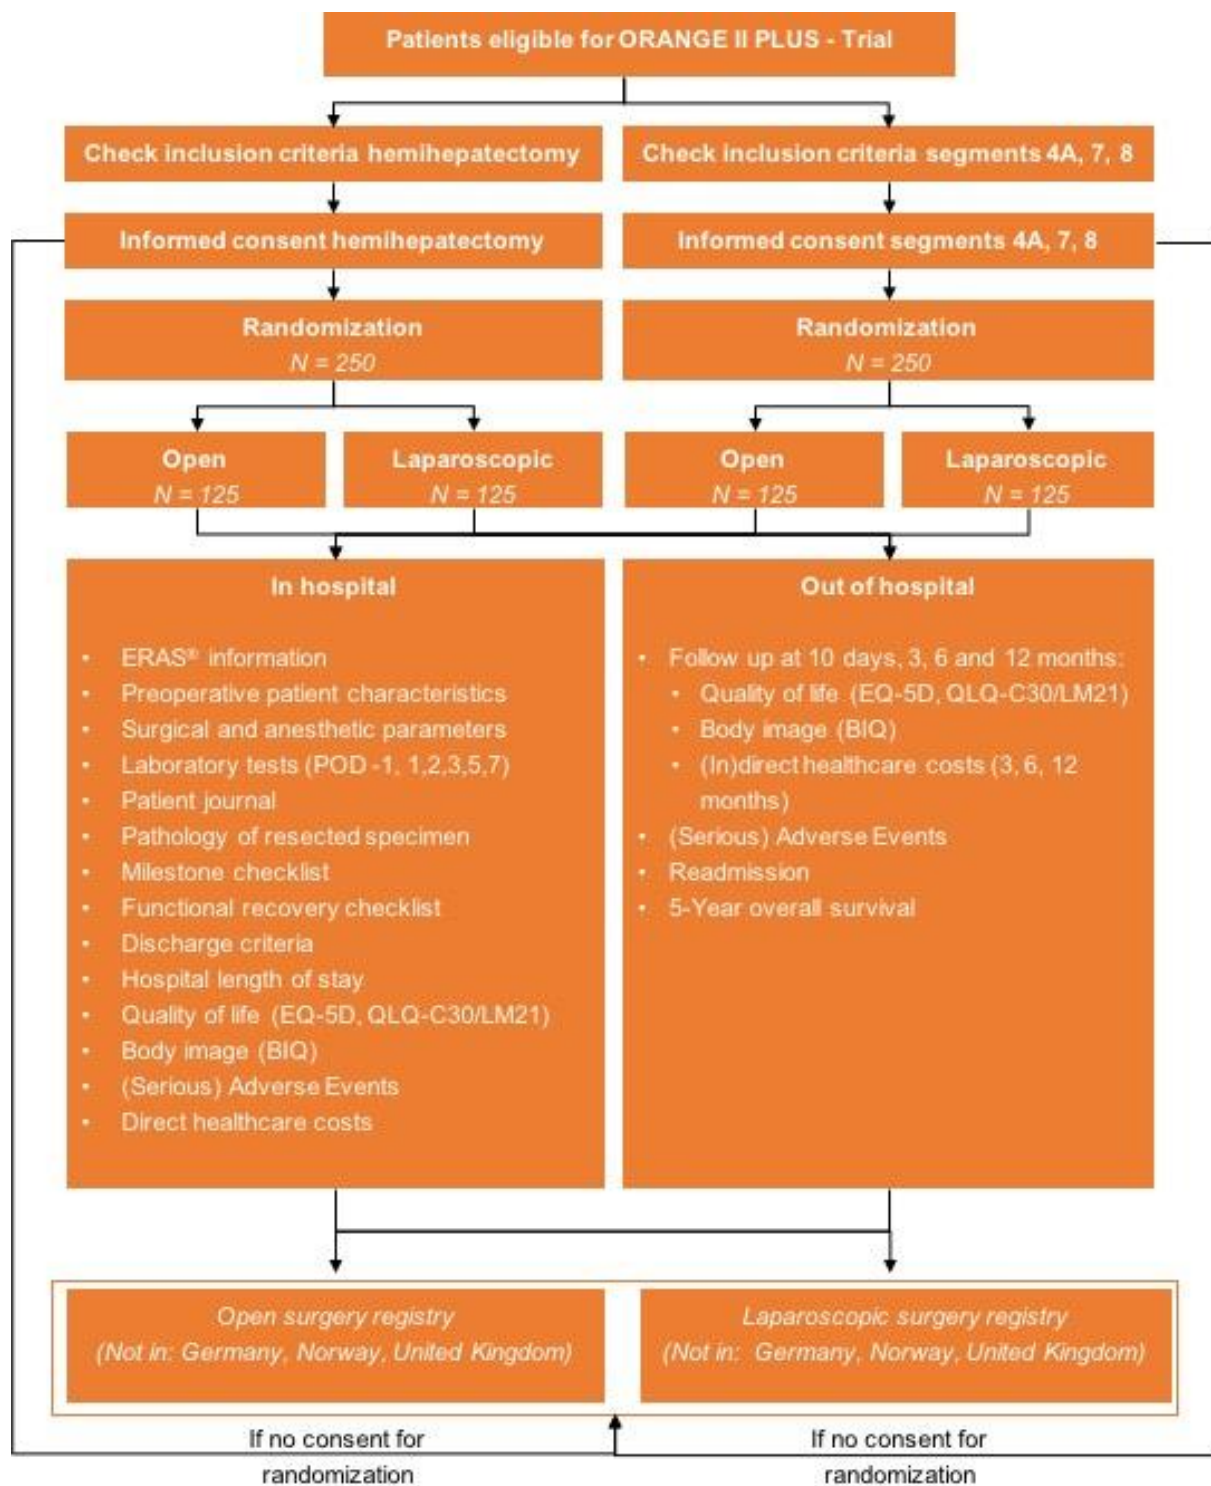 Patients eligible for ORANGE II PLUS - Trial
Check inclusion criteria hemihepatectomy
Check inclusion criteria segments 4A, 7, 8
Informed consent hemihepatectomy
Informed consent segments 4A, 7, 8
Randomization
N = 250
Randomization
N = 250
Open
N = 125
Laparoscopic
N = 125
Open
N = 125
Laparoscopic
N = 125
In hospital
• ERAS® information
• Preoperative patient characteristics
• Surgical and anesthetic parameters
• Laboratory tests (POD -1, 1,2,3,5,7)
• Patient journal
• Pathology of resected specimen
• Milestone checklist
• Functional recovery checklist
• Discharge criteria
• Hospital length of stay
• Quality of life (EQ-5D, QLQ-C30/LM21)
• Body image (BIQ)
• (Serious) Adverse Events
• Direct healthcare costs
Out of hospital
• Follow up at 10 days, 3, 6 and 12 months:
• Quality of life (EQ-5D, QLQ-C30/LM21)
• Body image (BIQ)
• (In)direct healthcare costs (3, 6, 12
months)
• (Serious) Adverse Events
• Readmission
• 5-Year overall survival
Open surgery registry
(Not in: Germany, Norway, United Kingdom)
Laparoscopic surgery registry
(Not in: Germany, Norway, United Kingdom)
If no consent for
randomization
If no consent for
randomization